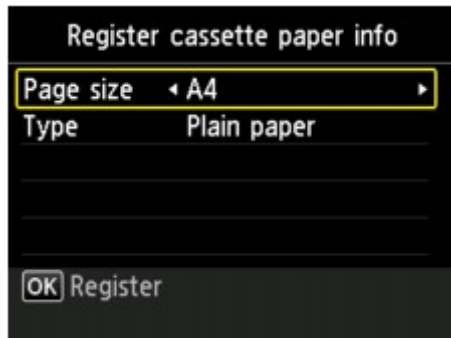 Register cassette paper info
Page size A4
Type Plain paper
OK Register